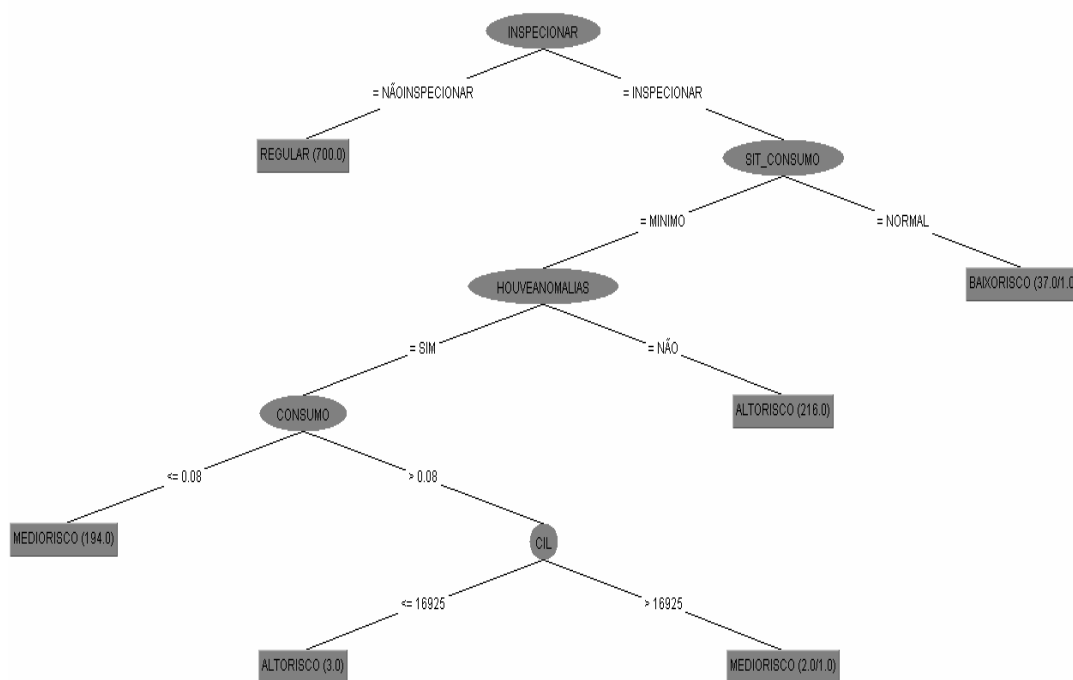 INSPECIONAR
= NÃOINSPECIONAR
= INSPECIONAR
REGULAR (700.0)
SIT_CONSUMO
= MINIMO
= NORMAL
HOUVEANOMALIAS
BAIXORISCO (37.0/1.0
= SIM
= NÃO
CONSUMO
ALTORISCO (216.0)
<= 0.08
> 0.08
MEDIORISCO (194.0)
CIL
<= 16925
> 16925
ALTORISCO (3.0)
MEDIORISCO (2.0/1.0)